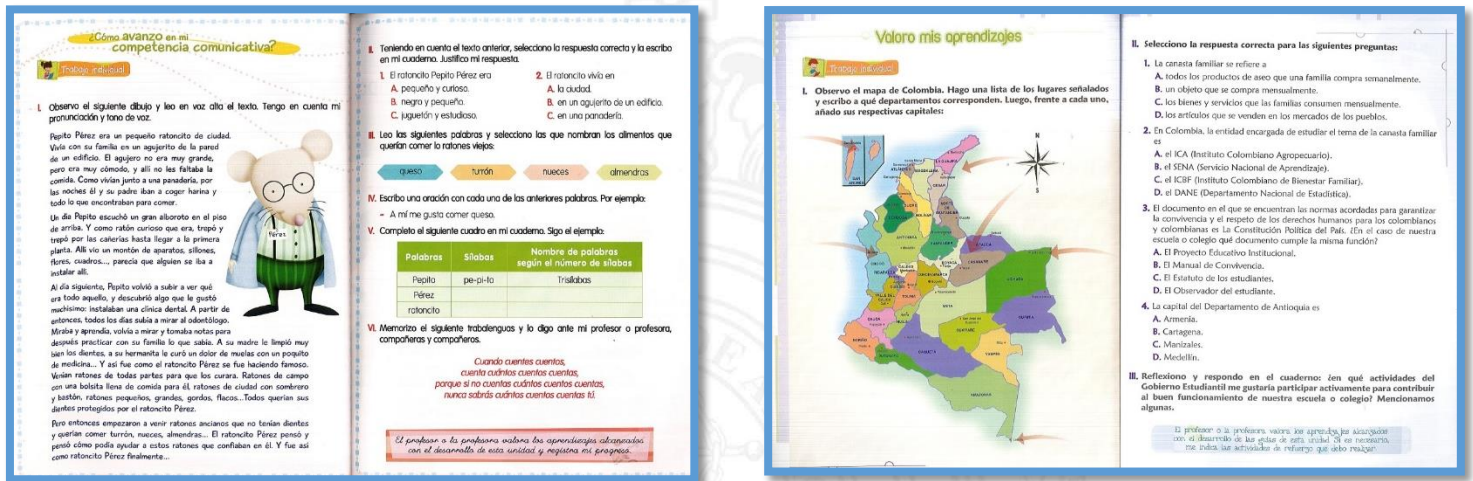 ¿Cómo avanzo en mi
competencia comunicativa?
Trabajo individual
I. Observo el siguiente dibujo y leo en voz alta el texto. Tengo en cuenta mi
pronunciación y tono de voz.
Pepito Pérez era un pequeño ratoncito de ciudad.
Vivía con su familia en un agujerito de la pared
de un edificio. El agujero no era muy grande,
pero era muy cómodo, y allí no les faltaba la
comida. Como vivían junto a una panadería, por
las noches él y su padre iban a coger harina y
todo lo que encontraban para comer.
Un día Pepito escuchó un gran alboroto en el piso
de arriba. Y como ratón curioso que era, trepó y
trepó por las cañerías hasta llegar a la primera
planta. Allí vio un montón de aparatos, sillones,
flores, cuadros..., parecía que alguien se iba a
instalar allí.
Al día siguiente, Pepito volvió a subir a ver qué
era todo aquello, y descubrió algo que le gustó
muchísimo: instalaban una clínica dental. A partir de
entonces, todos los días subía a mirar al odontólogo.
Miraba y aprendía, volvía a mirar y tomaba notas para
después practicar con su familia lo que sabía. A su madre le limpió muy
bien los dientes, a su hermanita le curó un dolor de muelas con un poquito
de medicina... Y así fue como el ratoncito Pérez se fue haciendo famoso.
Venían ratones de todas partes para que los curara. Ratones de campo
con una bolsita llena de comida para él, ratones de ciudad con sombrero
y bastón, ratones pequeños, grandes, gordos, flacos...Todos querían sus
dientes protegidos por el ratoncito Pérez.
Pero entonces empezaron a venir ratones ancianos que no tenían dientes
y querían comer turrón, nueces, almendras... El ratoncito Pérez pensó y
pensó cómo podía ayudar a estos ratones que confiaban en él. Y fue así
como ratoncito Pérez finalmente...
Pérez
II. Teniendo en cuenta el texto anterior, selecciono la respuesta correcta y la escribo
en mi cuaderno. Justifico mi respuesta.
1. El ratoncito Pepito Pérez era
A. pequeño y curioso.
B. negro y pequeño.
C. juguetón y estudioso.
2. El ratoncito vivía en
A. la ciudad.
B. en un agujerito de un edificio.
C. en una panadería.
III. Leo las siguientes palabras y selecciono las que nombran los alimentos que
querían comer lo ratones viejos:
queso turrón nueces almendras
IV. Escribo una oración con cada una de las anteriores palabras. Por ejemplo:
- A mí me gusta comer queso.
V. Completo el siguiente cuadro en mi cuaderno. Sigo el ejemplo:
Palabras Sílabas Nombre de palabras
según el número de sílabas
Pepito pe-pi-to Trisílabas
Pérez
ratoncito
VI. Memorizo el siguiente trabalenguas y lo digo ante mi profesor o profesora,
compañeras y compañeros.
Cuando cuentes cuentos,
cuenta cuántos cuentos cuentas,
porque si no cuentas cuántos cuentos cuentas,
nunca sabrás cuántos cuentos cuentas tú.
El profesor o la profesora valora los aprendizajes alcanzados
con el desarrollo de esta unidad y registra mi progreso.
Valoro mis aprendizajes
Trabajo individual
I. Observo el mapa de Colombia. Hago una lista de los lugares señalados
y escribo a qué departamentos corresponden. Luego, frente a cada uno,
añado sus respectivas capitales:
N
S
II. Selecciono la respuesta correcta para las siguientes preguntas:
1. La canasta familiar se refiere a
A. todos los productos de aseo que una familia compra semanalmente.
B. un objeto que se compra mensualmente.
C. los bienes y servicios que las familias consumen mensualmente.
D. los artículos que se venden en los mercados de los pueblos.
2. En Colombia, la entidad encargada de estudiar el tema de la canasta familiar
es
A. el ICA (Instituto Colombiano Agropecuario).
B. el SENA (Servicio Nacional de Aprendizaje).
C. el ICBF (Instituto Colombiano de Bienestar Familiar).
D. el DANE (Departamento Nacional de Estadística).
3. El documento en el que se encuentran las normas acordadas para garantizar
la convivencia y el respeto de los derechos humanos para los colombianos
y colombianas es La Constitución Política del País. ¿En el caso de nuestra
escuela o colegio qué documento cumple la misma función?
A. El Proyecto Educativo Institucional.
B. El Manual de Convivencia.
C. El Estatuto de los estudiantes.
D. El Observador del estudiante.
4. La capital del Departamento de Antioquia es
A. Armenia.
B. Cartagena.
C. Manizales.
D. Medellín.
III. Reflexiono y respondo en el cuaderno: ¿en qué actividades del
Gobierno Estudiantil me gustaría participar activamente para contribuir
al buen funcionamiento de nuestra escuela o colegio? Mencionamos
algunas.
El profesor o la profesora valora los aprendizajes alcanzados
con el desarrollo de las guías de esta unidad. Si es necesario,
me indica las actividades de refuerzo que debo realizar.